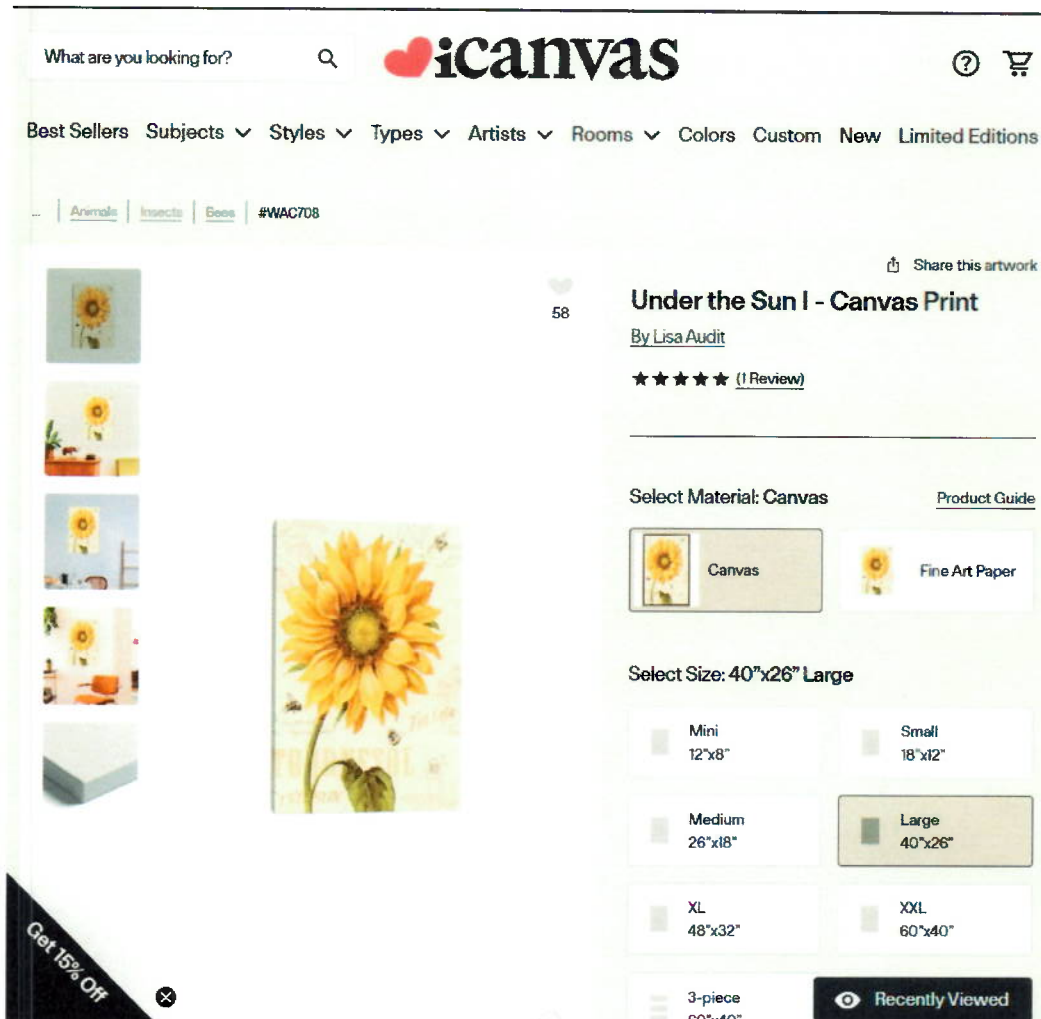 What are you looking for?
icanvas
Best Sellers Subjects Styles Types Artists Rooms Colors Custom New Limited Editions
... Animals Insects Bees #WAC708
Share this artwork
58
Under the Sun I - Canvas Print
By Lisa Audit
★★★★★ (1 Review)
Select Material: Canvas
Product Guide
Canvas
Fine Art Paper
Select Size: 40"x26" Large
Mini
12"x8"
Small
18"x12"
Medium
26"x18"
Large
40"x26"
XL
48"x32"
XXL
60"x40"
3-piece
60"x40"
Recently Viewed
Get 15% Off